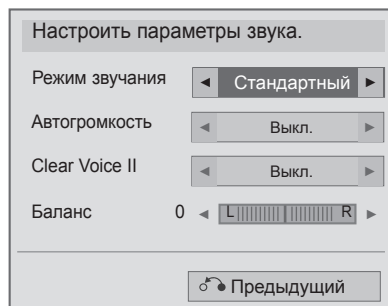 Настроить параметры звука.
Режим звучания ◄ Стандартный ►
Автогромкость ◄ Выкл. ►
Clear Voice II ◄ Выкл. ►
Баланс 0 ◄ L R ►
Предыдущий